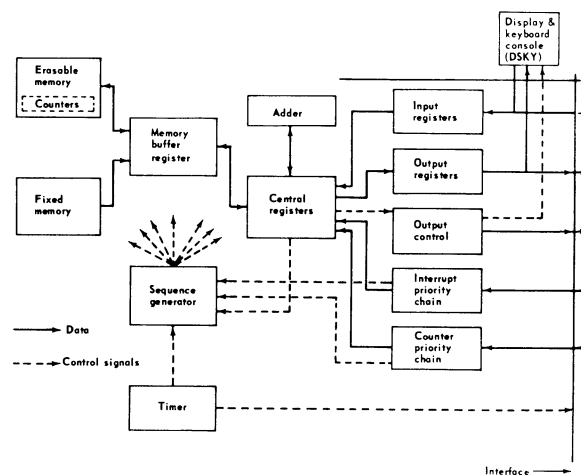 Display &
keyboard
console
(DSKY)
Erasable
memory
Counters
Memory
buffer
register
Adder
Input
registers
Fixed
memory
Central
registers
Output
registers
Output
control
Sequence
generator
Interrupt
priority
chain
Counter
priority
chain
Data
Control signals
Timer
Interface